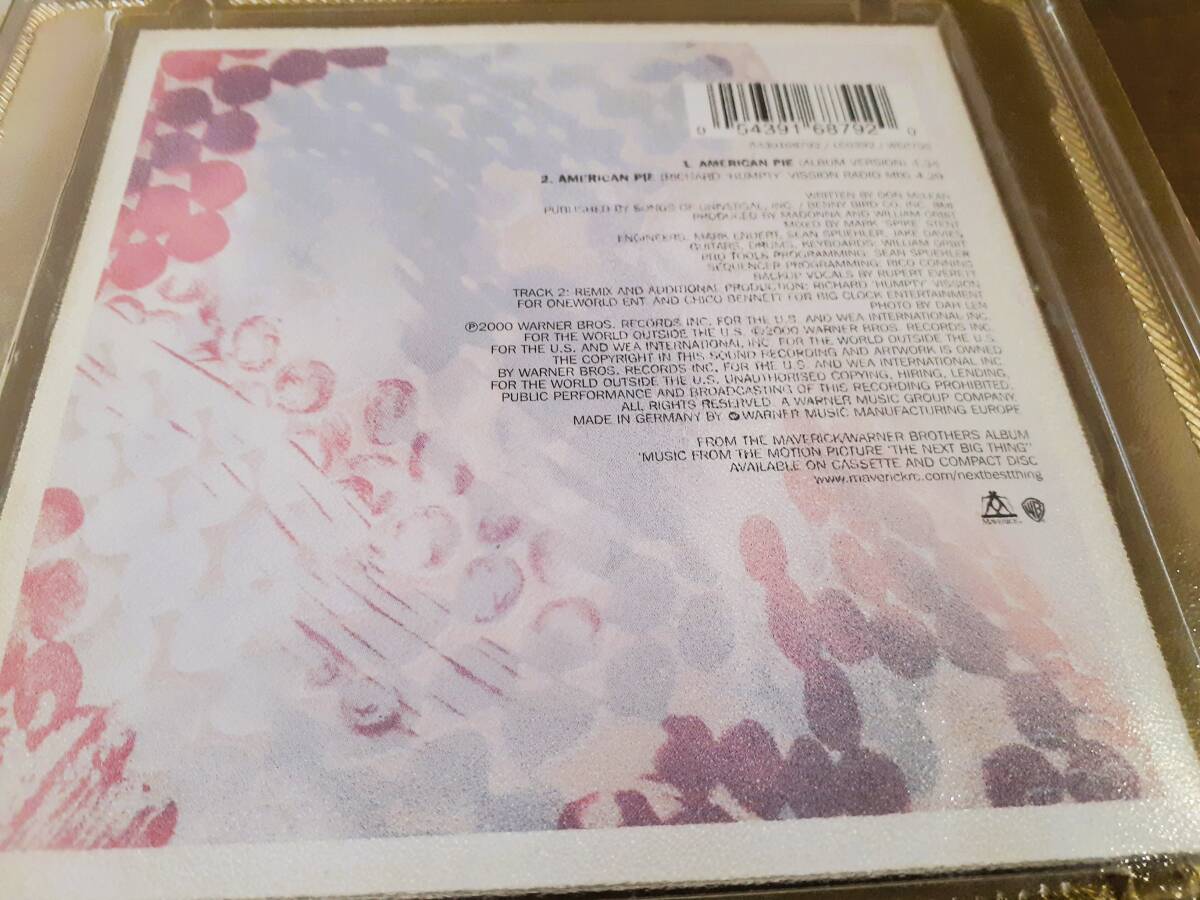 0 54391 68792 0
1. AMERICAN PIE (ALBUM VERSION) 4.34
2. AMERICAN PIE (RICHARD 'HUMPTY' VISSION RADIO MIX) 4.29
WRITTEN BY DON McLEAN
PUBLISHED BY SONGS OF UNIVERSAL, INC. / BENNY BIRD CO. INC. BMI
PRODUCED BY MADONNA AND WILLIAM ORBIT
MIXED BY MARK 'SPIKE' STENT
ENGINEERS: MARK ENDERT, SEAN SPUEHLER, JAKE DAVIES
GUITARS, DRUMS, KEYBOARDS: WILLIAM ORBIT
PRO TOOLS PROGRAMMING: SEAN SPUEHLER
SEQUENCER PROGRAMMING: RICO CONNING
BACKUP VOCALS BY RUPERT EVERETT
TRACK 2: REMIX AND ADDITIONAL PRODUCTION: RICHARD 'HUMPTY' VISSION
FOR ONEWORLD ENT. AND CHICO BENNETT FOR BIG CLOCK ENTERTAINMENT
PHOTO BY DAH LEN
℗2000 WARNER BROS. RECORDS INC. FOR THE U.S. AND WEA INTERNATIONAL INC.
FOR THE WORLD OUTSIDE THE U.S. ©2000 WARNER BROS. RECORDS INC.
FOR THE U.S. AND WEA INTERNATIONAL INC. FOR THE WORLD OUTSIDE THE U.S.
THE COPYRIGHT IN THIS SOUND RECORDING AND ARTWORK IS OWNED
BY WARNER BROS. RECORDS INC. FOR THE U.S. AND WEA INTERNATIONAL INC.
FOR THE WORLD OUTSIDE THE U.S. UNAUTHORISED COPYING, HIRING, LENDING,
PUBLIC PERFORMANCE AND BROADCASTING OF THIS RECORDING PROHIBITED.
ALL RIGHTS RESERVED. A WARNER MUSIC GROUP COMPANY.
MADE IN GERMANY BY WARNER MUSIC MANUFACTURING EUROPE
FROM THE MAVERICK/WARNER BROTHERS ALBUM
'MUSIC FROM THE MOTION PICTURE 'THE NEXT BIG THING''
AVAILABLE ON CASSETTE AND COMPACT DISC
www.maverickrc.com/nextbestthing
MAVERICK WB